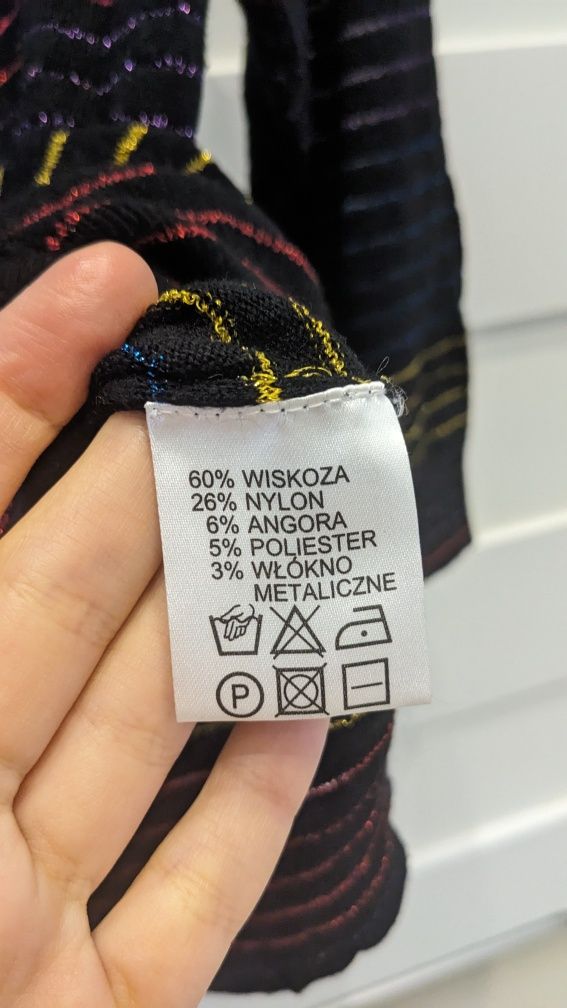 60% WISKOZA
26% NYLON
6% ANGORA
5% POLIESTER
3% WŁÓKNO
METALICZNE
P